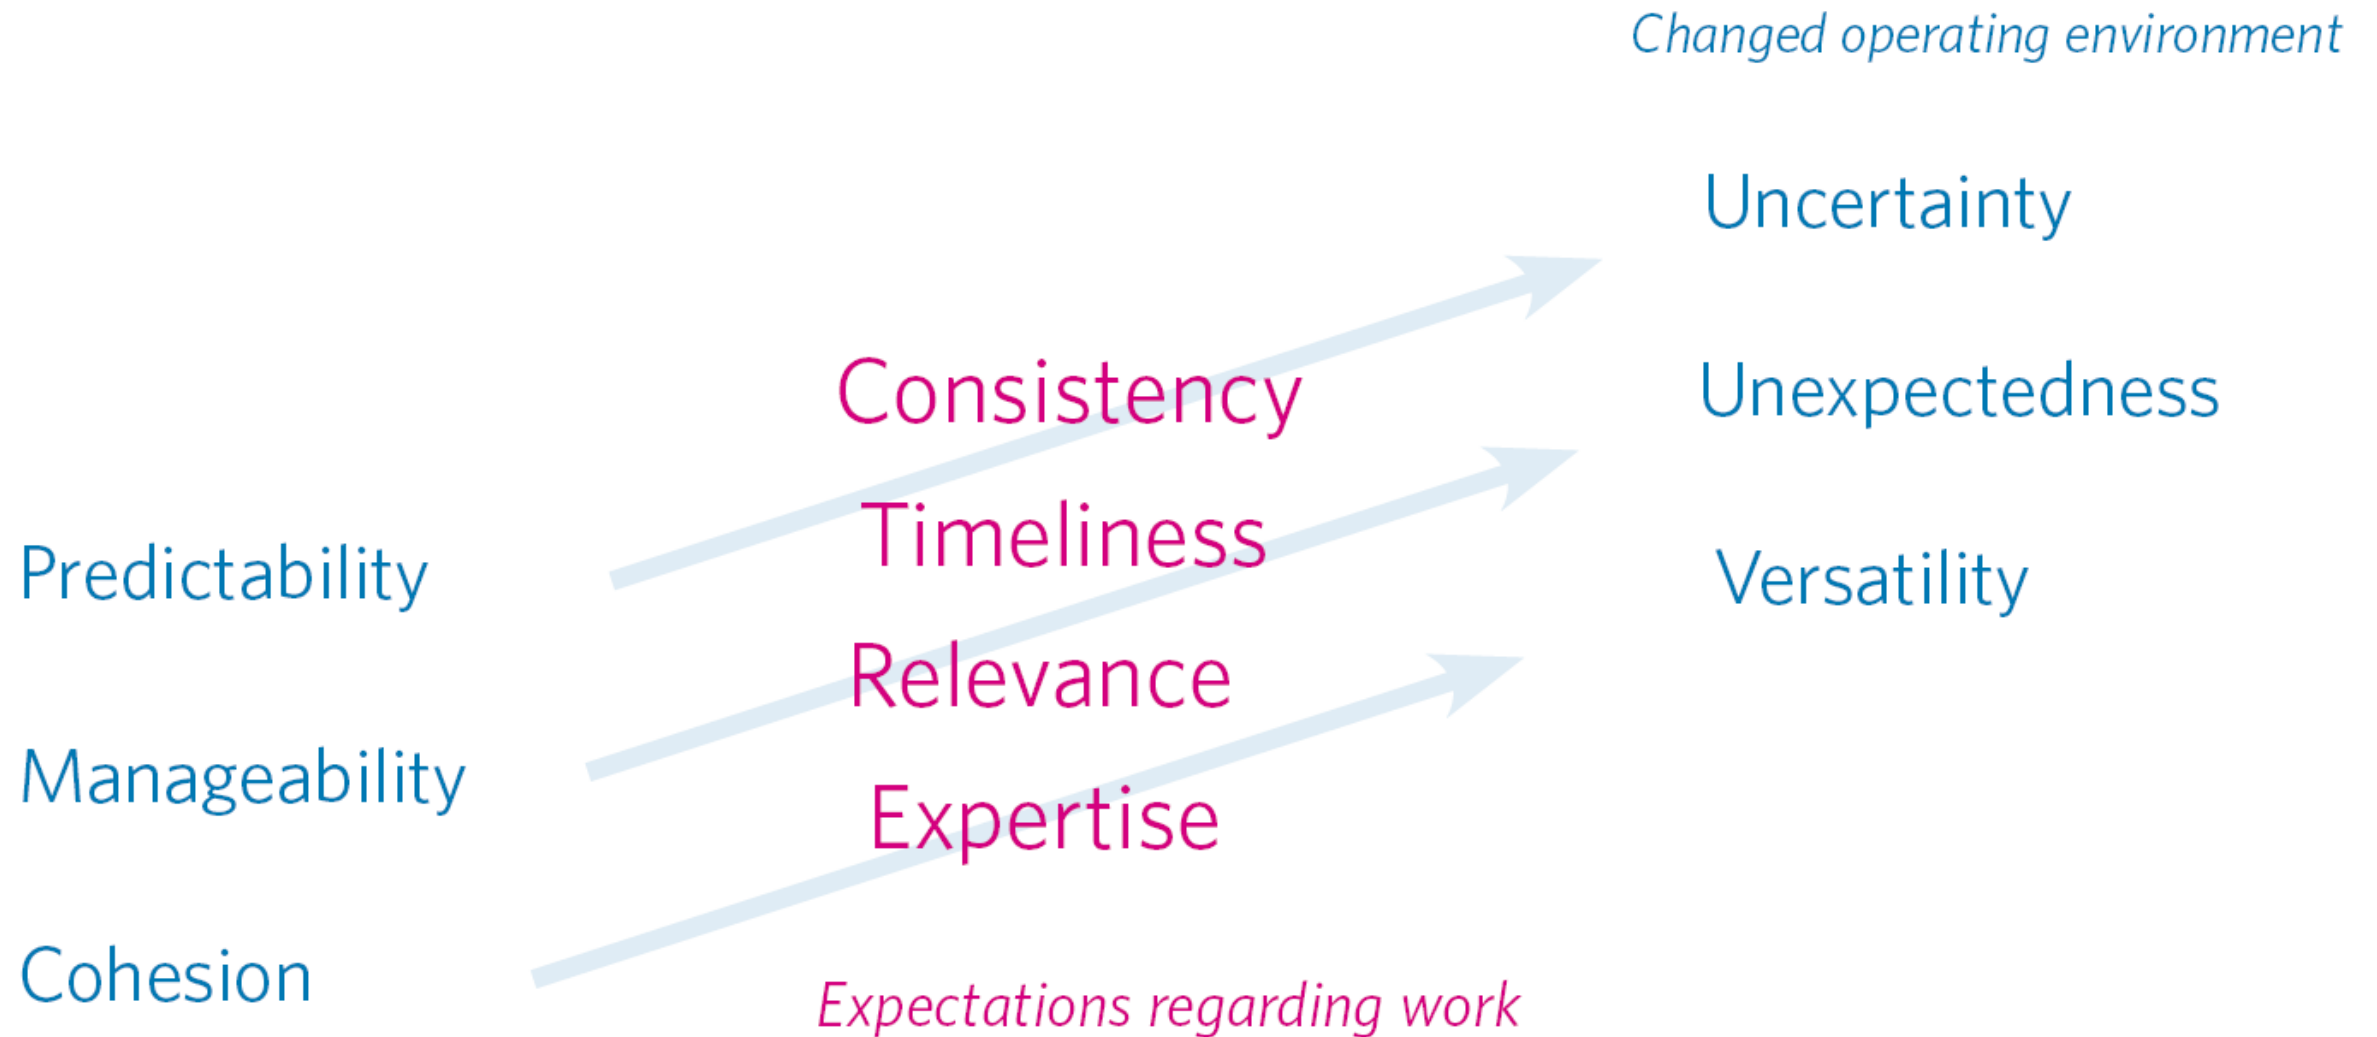 Changed operating environment
Uncertainty
Unexpectedness
Versatility
Consistency
Timeliness
Relevance
Expertise
Expectations regarding work
Predictability
Manageability
Cohesion